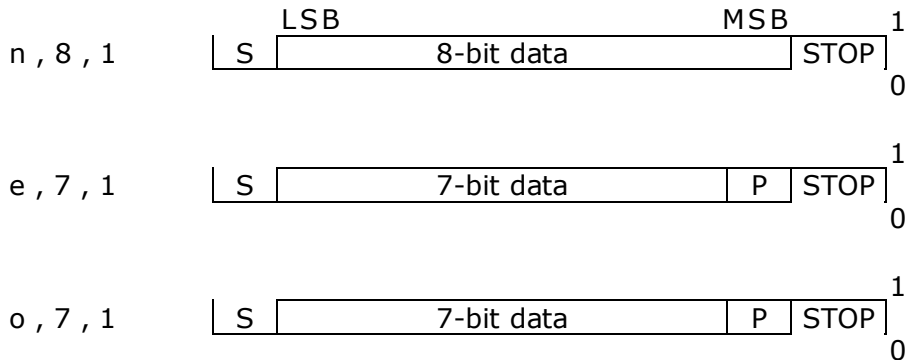 LSB MSB 1
n , 8 , 1 S 8-bit data STOP
0
1
e , 7 , 1 S 7-bit data P STOP
0
1
o , 7 , 1 S 7-bit data P STOP
0